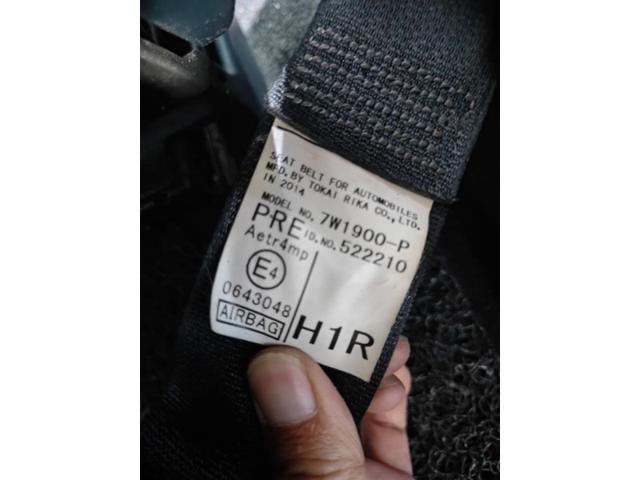 SEAT BELT FOR AUTOMOBILES
MFD. BY TOKAI RIKA CO., LTD.
IN 2014
MODEL NO. 7W1900-P
PRE ID.NO. 522210
Aetr4mp
E4
0643048
AIRBAG
H1R